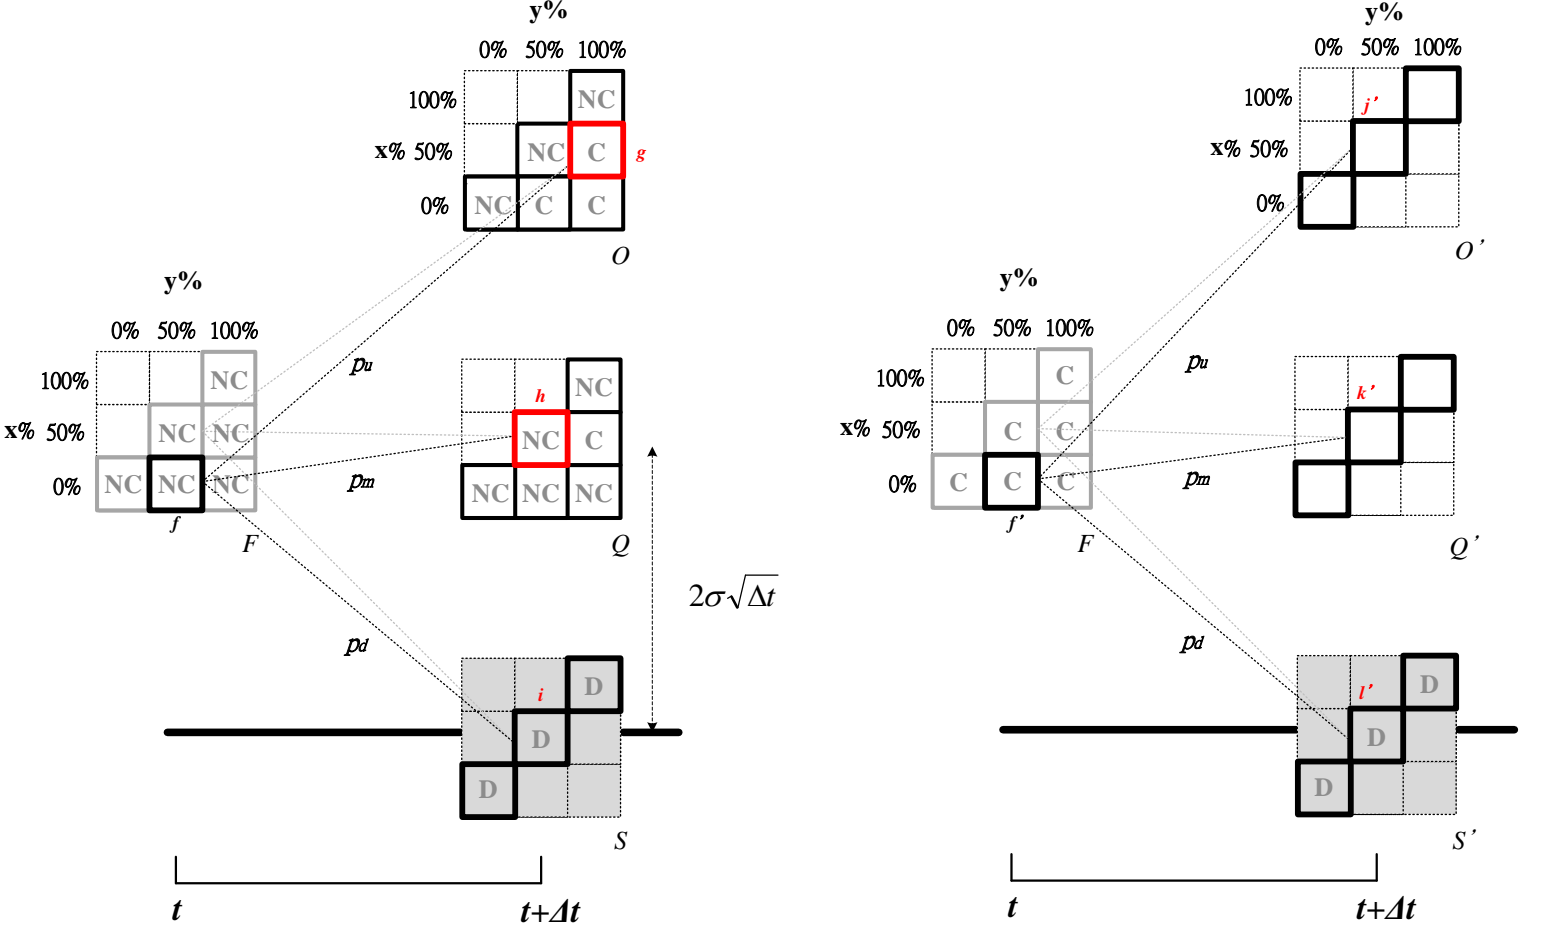 y%
0% 50% 100%
100% NC
x% 50% NC C g
0% NC C C
O
y%
0% 50% 100%
100% NC
x% 50% NC NC
0% NC NC NC
f
F
pu
pm
pd
h
NC
NC C
NC NC NC
Q
2σ√Δt
D
i
D
D
S
t
t+Δt
y%
0% 50% 100%
100% j’
x% 50%
0%
O’
y%
0% 50% 100%
100% C
x% 50% C C
0% C C C
f’
F
pu
pm
pd
k’
Q’
l’ D
D
D
S’
t
t+Δt